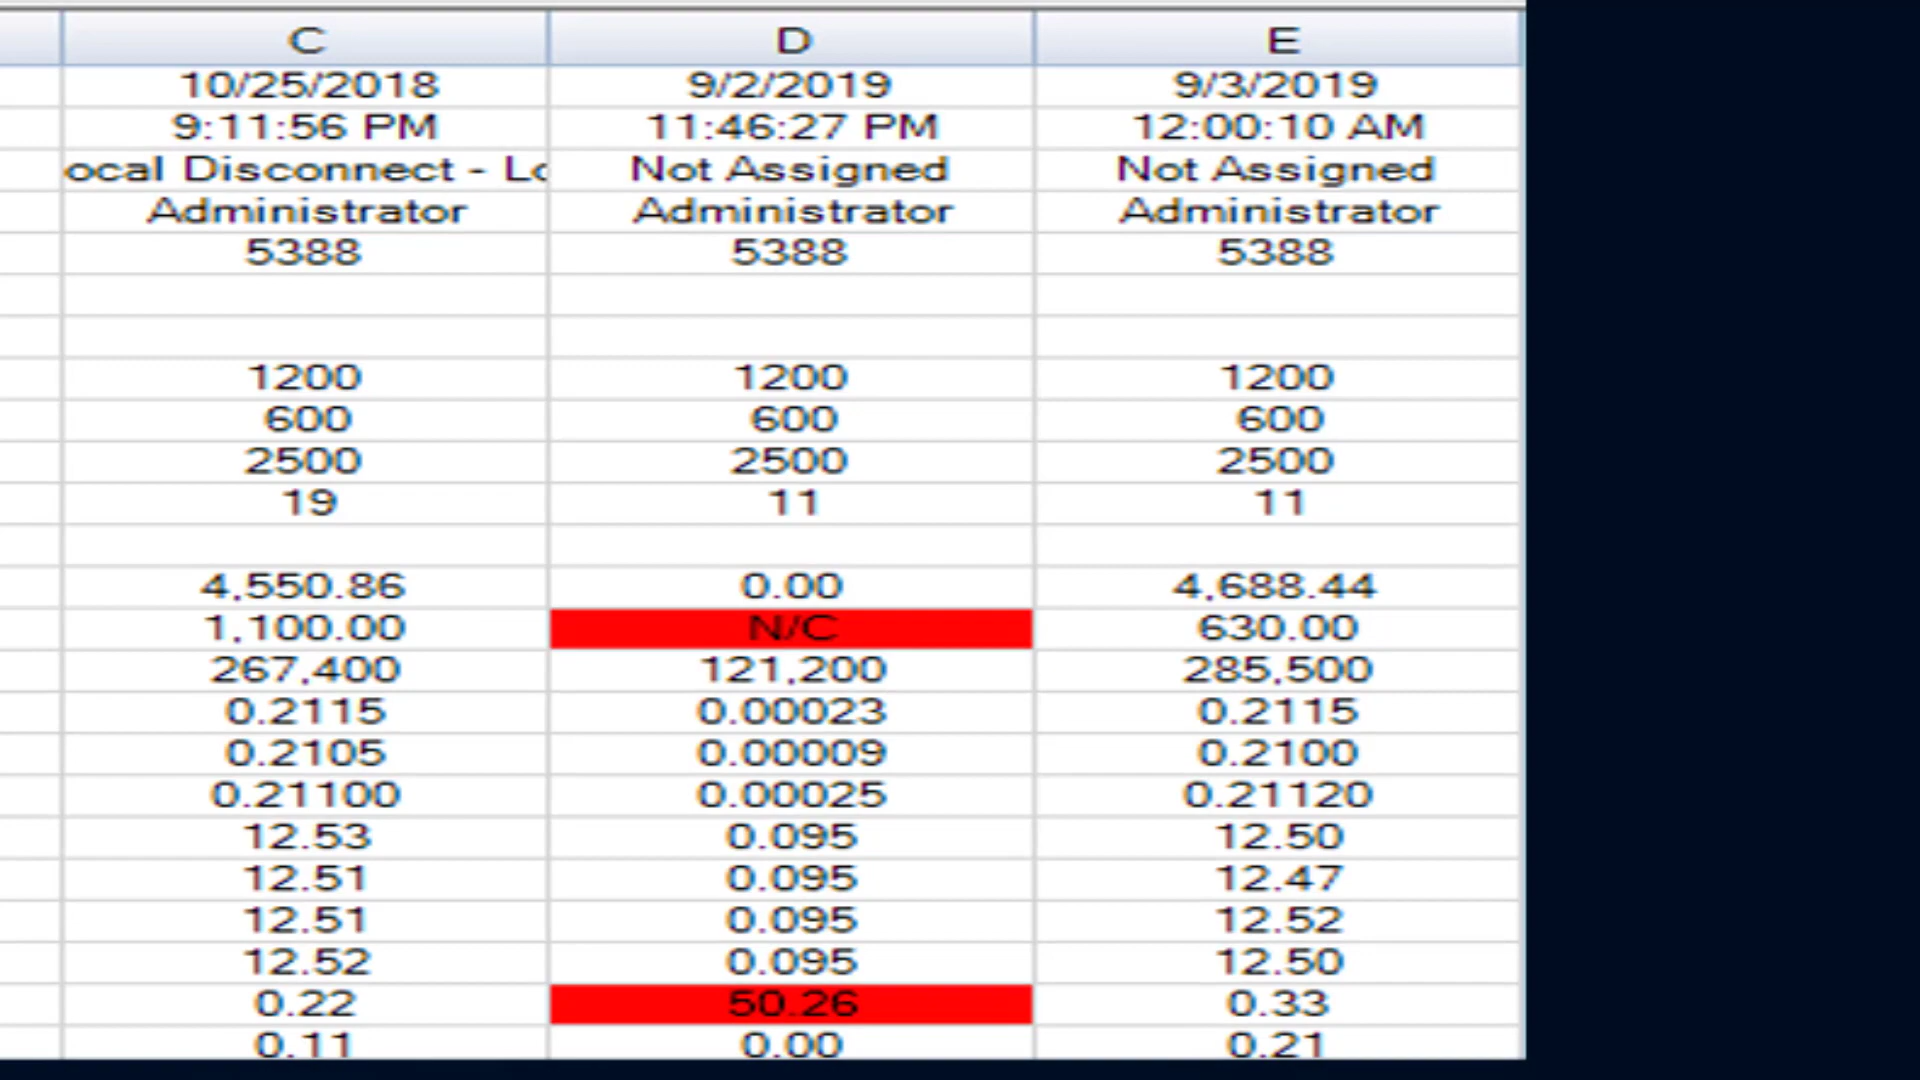 C D E
10/25/2018 9/2/2019 9/3/2019
9:11:56 PM 11:46:27 PM 12:00:10 AM
ocal Disconnect - Lo Not Assigned Not Assigned
Administrator Administrator Administrator
5388 5388 5388
1200 1200 1200
600 600 600
2500 2500 2500
19 11 11
4,550.86 0.00 4,688.44
1,100.00 N/C 630.00
267,400 121,200 285,500
0.2115 0.00023 0.2115
0.2105 0.00009 0.2100
0.21100 0.00025 0.21120
12.53 0.095 12.50
12.51 0.095 12.47
12.51 0.095 12.52
12.52 0.095 12.50
0.22 50.26 0.33
0.11 0.00 0.21